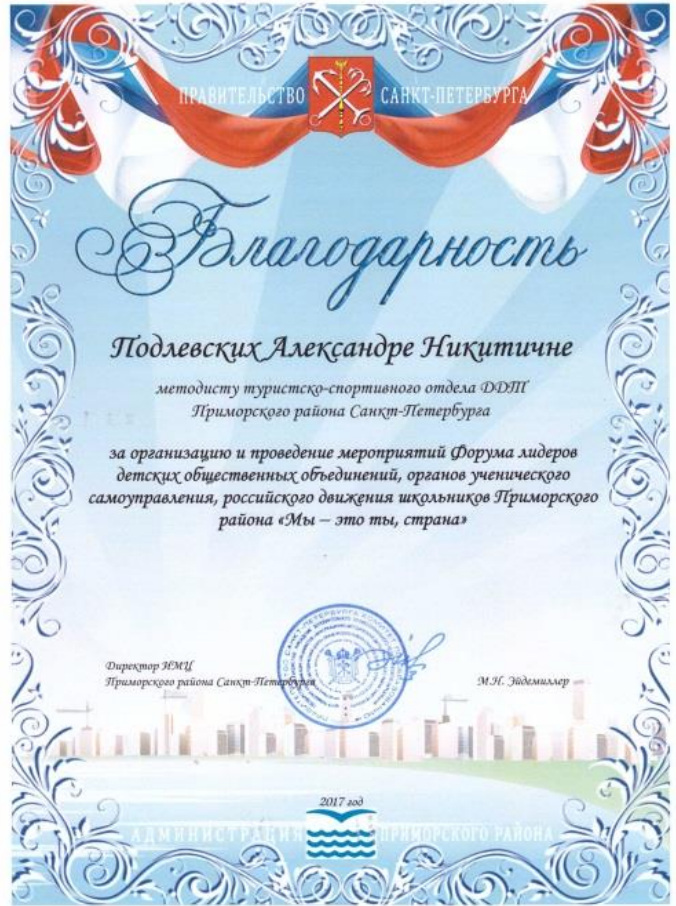 ПРАВИТЕЛЬСТВО САНКТ-ПЕТЕРБУРГА
Благодарность
Подлевских Александре Никитичне
методисту туристско-спортивного отдела ДДТ
Приморского района Санкт-Петербурга
за организацию и проведение мероприятий Форума лидеров
детских общественных объединений, органов ученического
самоуправления, российского движения школьников Приморского
района «Мы – это ты, страна»
Директор ИМЦ
Приморского района Санкт-Петербурга
М.Н. Эйдемиллер
2017 год
АДМИНИСТРАЦИЯ ПРИМОРСКОГО РАЙОНА